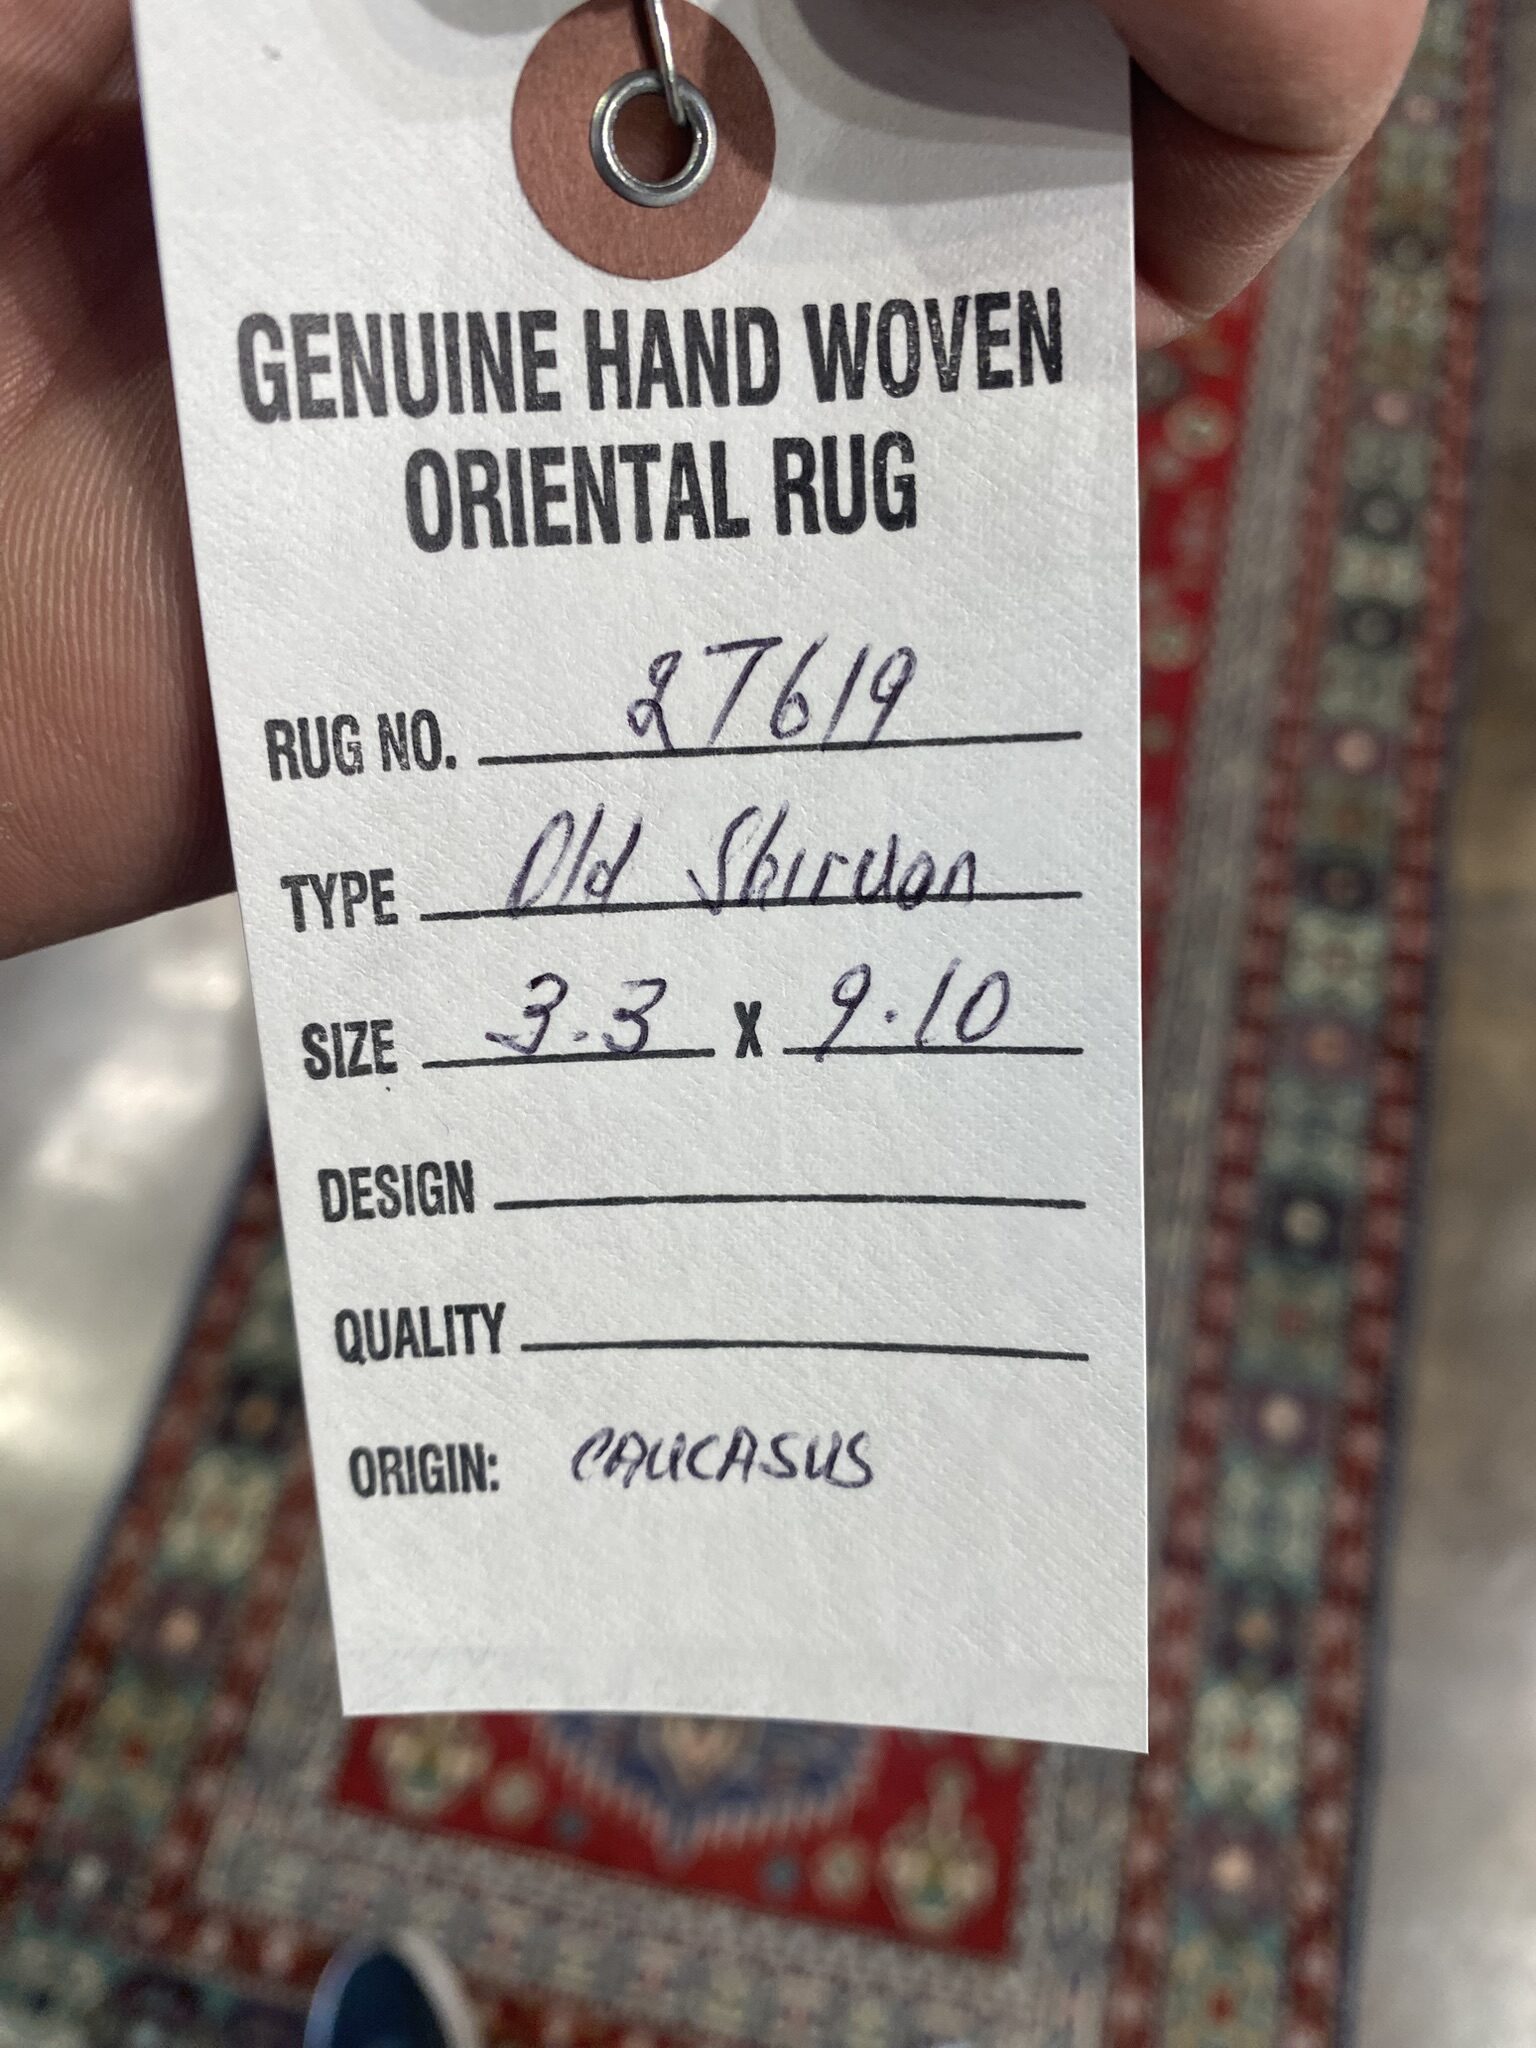 GENUINE HAND WOVEN
ORIENTAL RUG
RUG NO. 27619
TYPE Old Shirvan
SIZE 3.3 X 9.10
DESIGN
QUALITY
ORIGIN: CAUCASUS